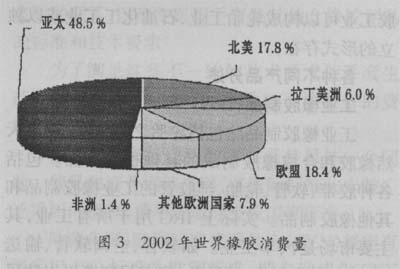 亚太 48.5 %
北美 17.8 %
拉丁美洲 6.0 %
欧盟 18.4 %
其他欧洲国家 7.9 %
非洲 1.4 %
图 3 2002 年世界橡胶消费量